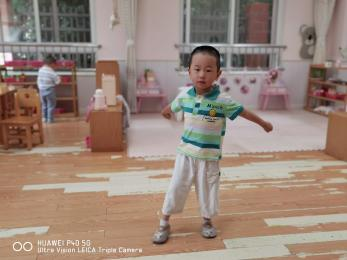 HUAWEI P40 5G
Ultra Vision LEICA Triple Camera